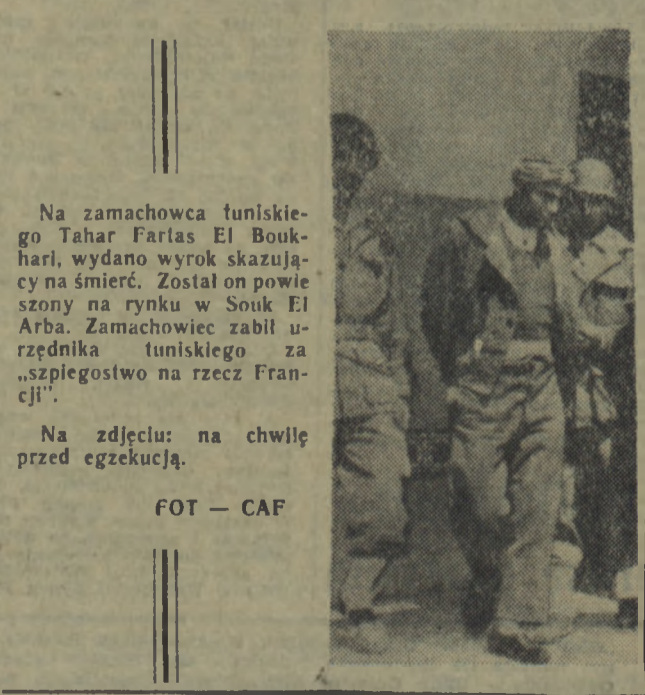 Na zamachowca tuniskie-
go Tahar Fartas El Bouk-
hari, wydano wyrok skazują-
cy na śmierć. Został on powie
szony na rynku w Souk El
Arba. Zamachowiec zabił u-
rzędnika tuniskiego za
„szpiegostwo na rzecz Fran-
cji".
Na zdjęciu: na chwilę
przed egzekucją.
FOT — CAF